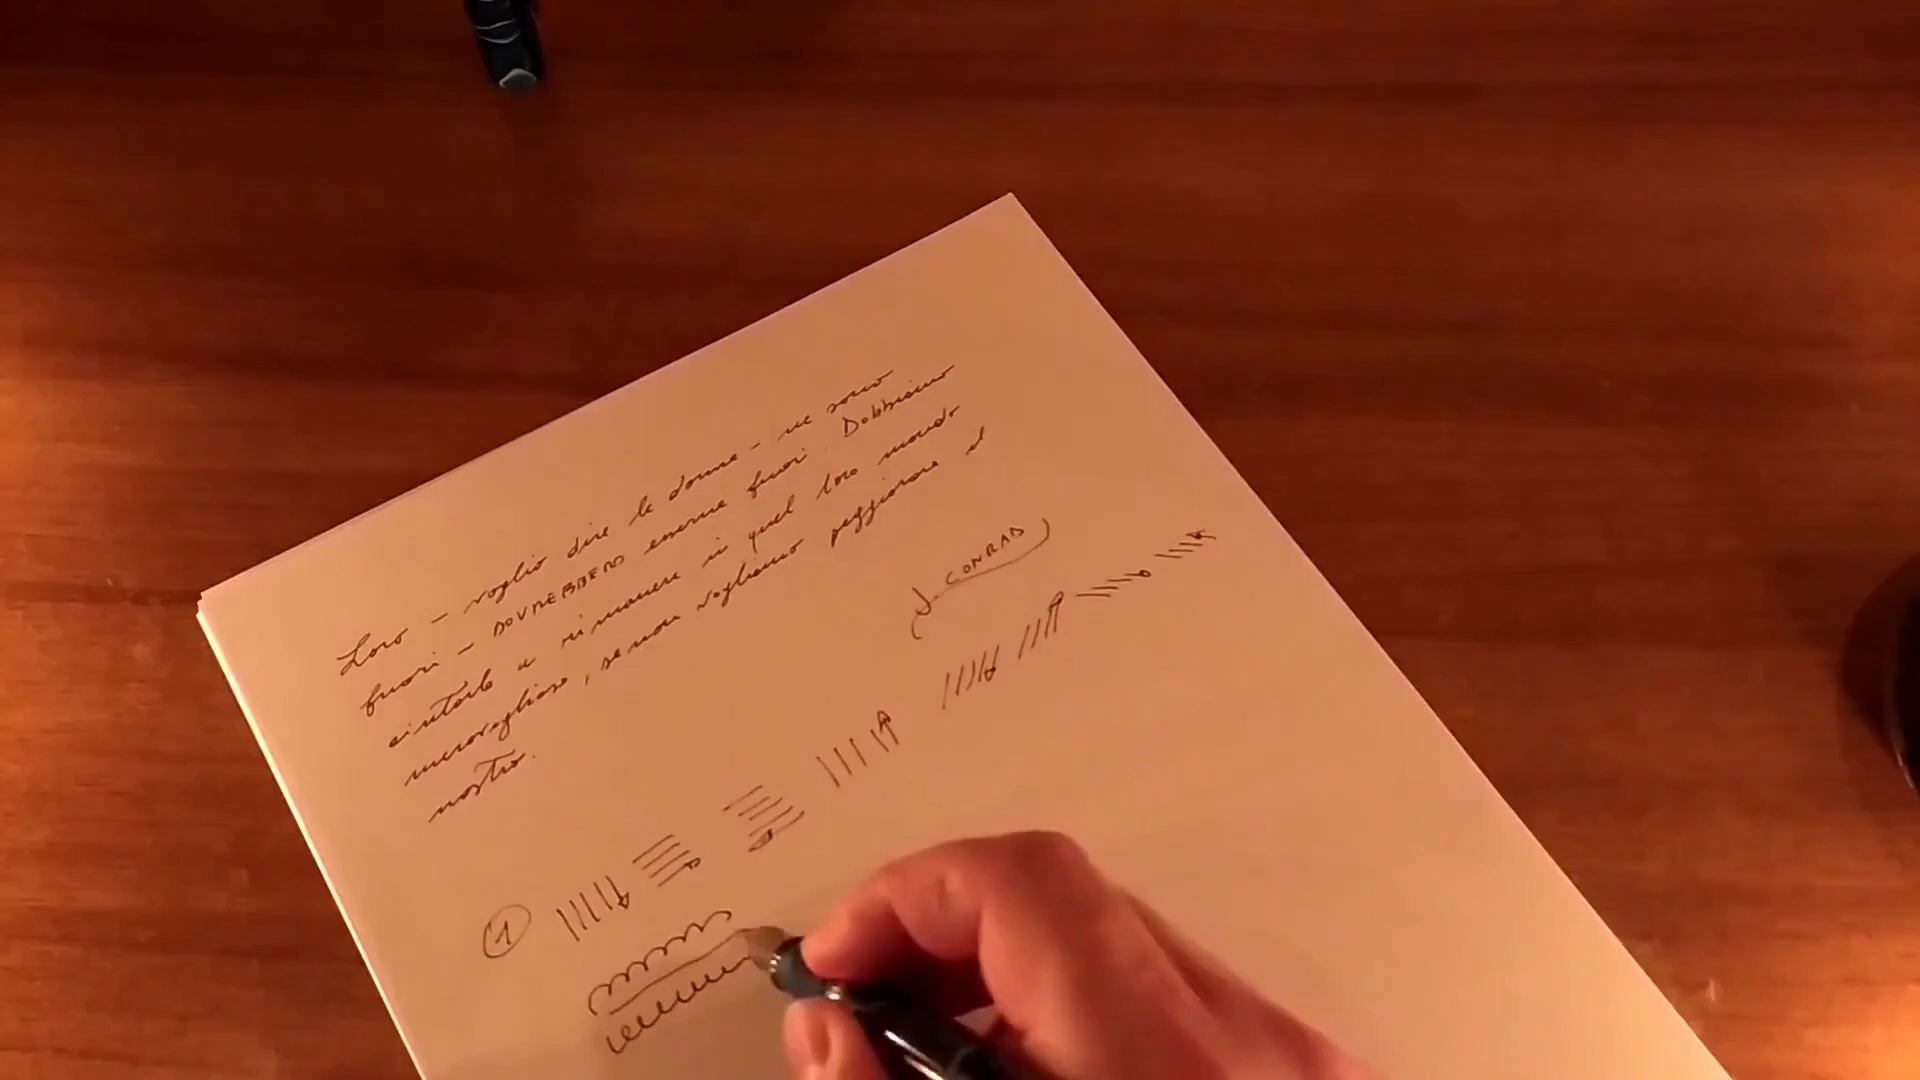 Loro - voglio dire le donne - ne sono
fuori - DOVREBBERO esserne fuori. Dobbiamo
aiutarle a rimanere in quel loro mondo
meraviglioso, se non vogliamo peggiorare il
nostro.
(J. CONRAD)
1